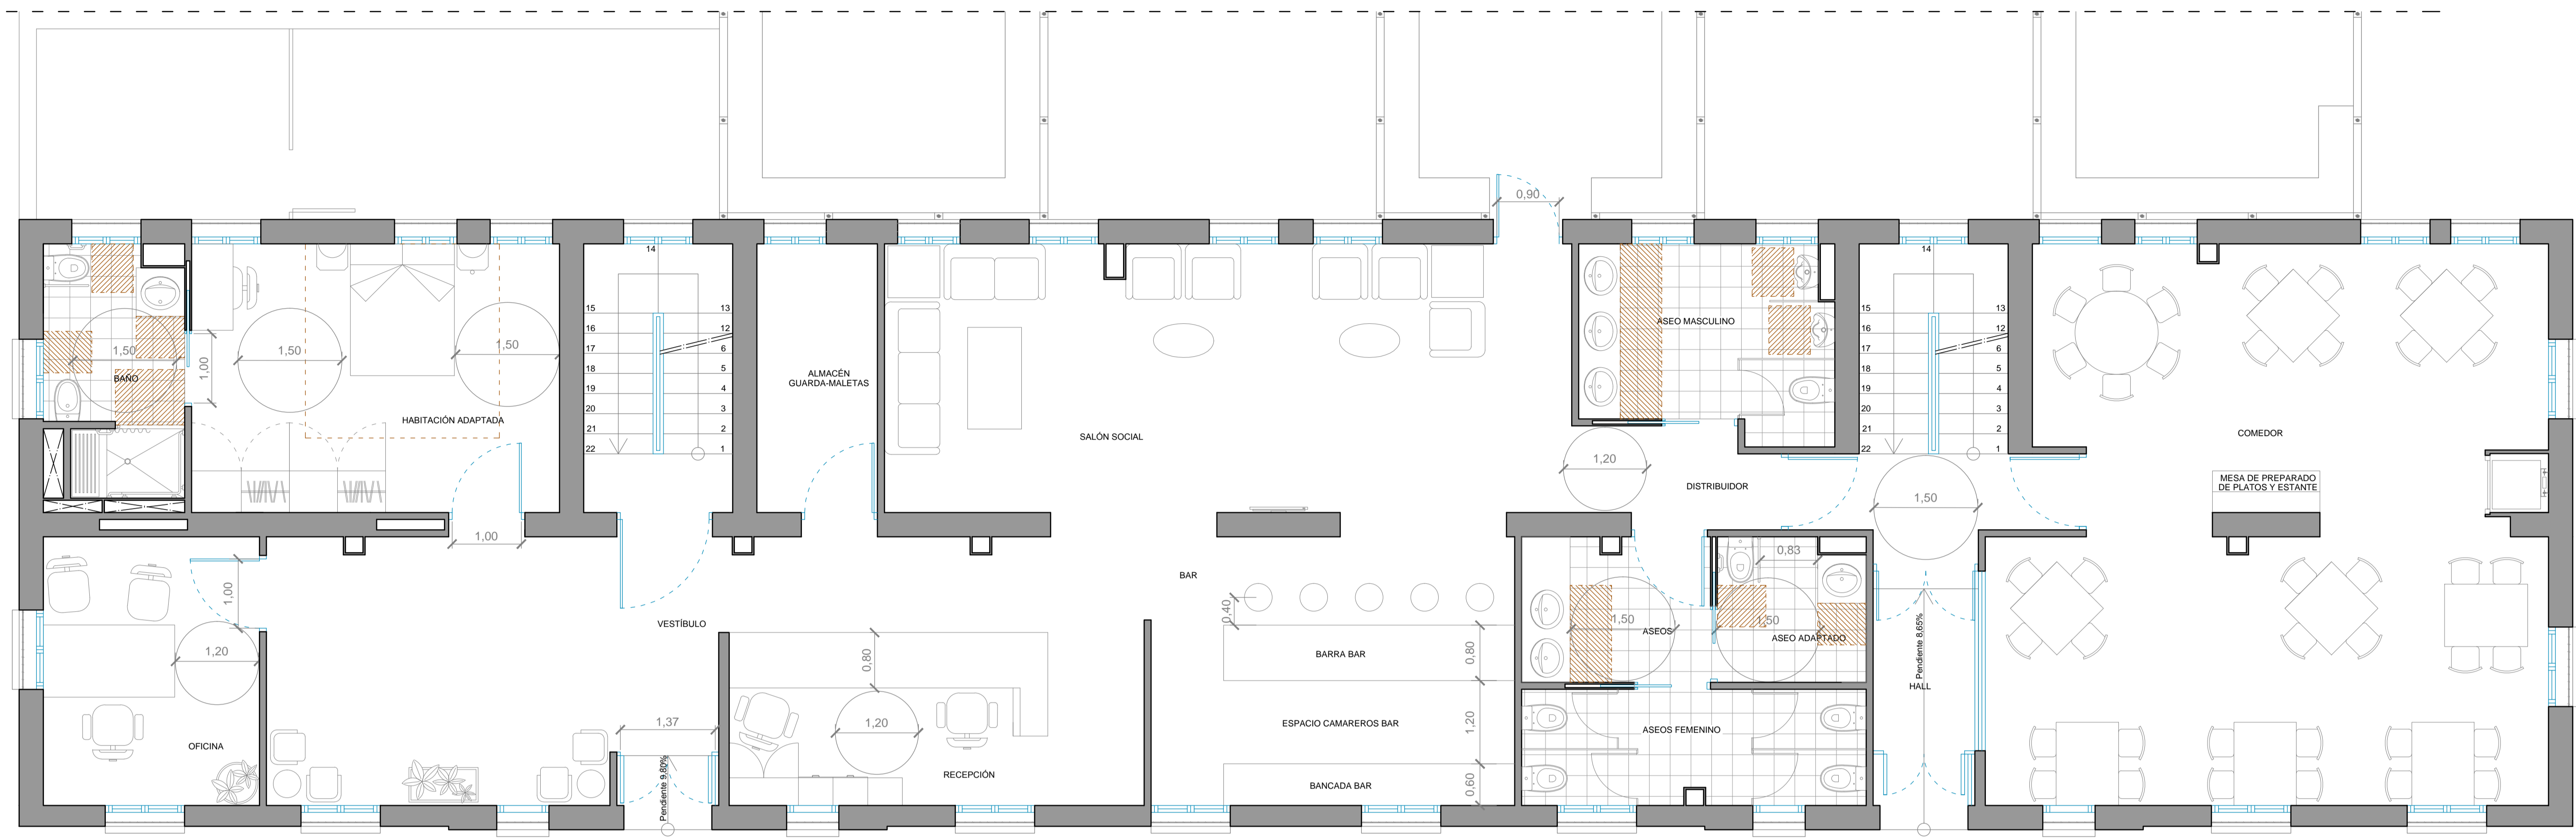 0,90
14
14
15
13
16
12
17
6
18
5
19
4
20
3
21
2
22
1
15
13
16
12
17
6
18
5
19
4
20
3
21
2
22
1
ASEO MASCULINO
1,50
1,50
1,50
1,00
BAÑO
ALMACÉN
GUARDA-MALETAS
HABITACIÓN ADAPTADA
SALÓN SOCIAL
COMEDOR
1,20
DISTRIBUIDOR
1,50
MESA DE PREPARADO
DE PLATOS Y ESTANTE
1,00
0,83
BAR
1,00
0,40
VESTÍBULO
1,50
ASEOS
1,50
ASEO ADAPTADO
1,20
0,80
BARRA BAR
0,80
Pendiente 8,65%
HALL
1,37
1,20
ESPACIO CAMAREROS BAR
1,20
ASEOS FEMENINO
OFICINA
Pendiente 9,80%
RECEPCIÓN
BANCADA BAR
0,60